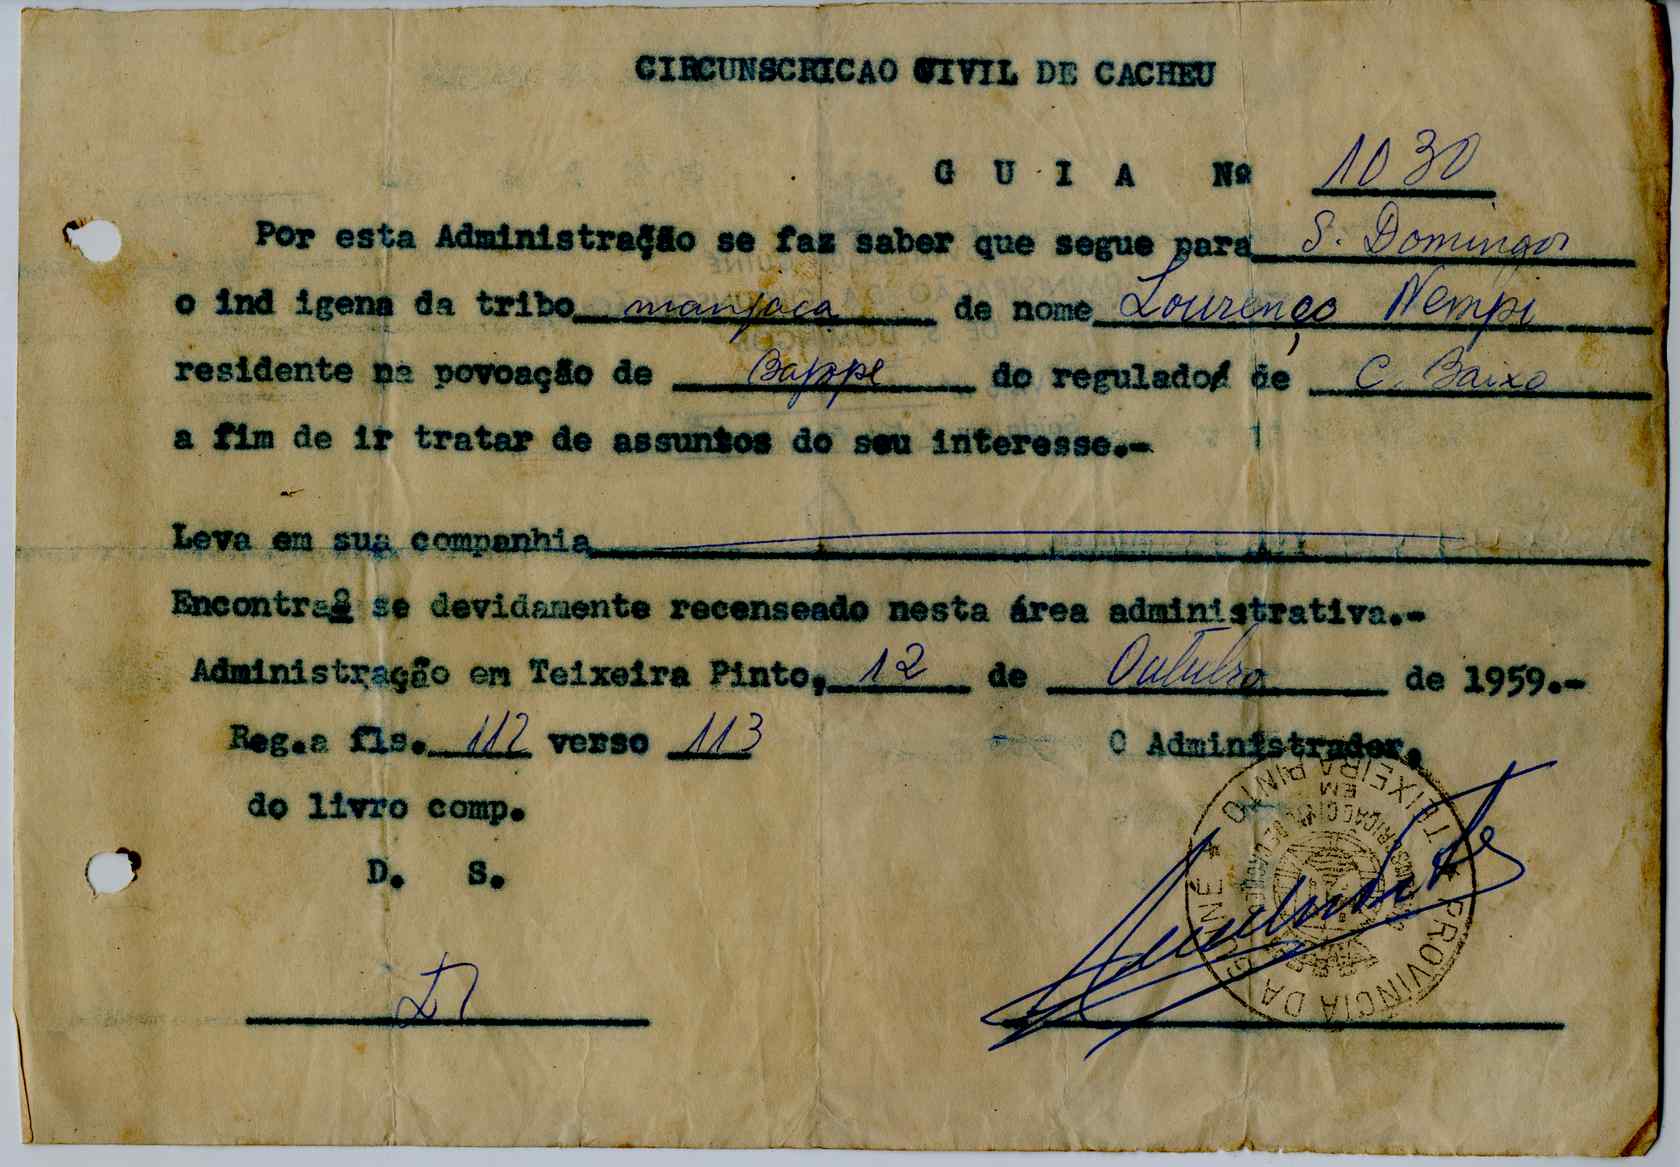 CIRCUNSCRICAO CIVIL DE CACHEU
G U I A Nº 1030
Por esta Administração se faz saber que segue para S. Domingos
o ind igena da tribo manjaca de nome Lourenço Nempi
residente na povoação de Bappe do regulado de C. Baixo
a fim de ir tratar de assuntos do seu interesse.-
Leva em sua companhia
Encontra se devidamente recenseado nesta área administrativa.-
Administração em Teixeira Pinto, 12 de Outubro de 1959.-
Reg.a fls. 112 verso 113 O Administrador,
do livro comp.
D. S.
PROVINCIA DA GUINE * TEIXEIRA PINTO *
EM